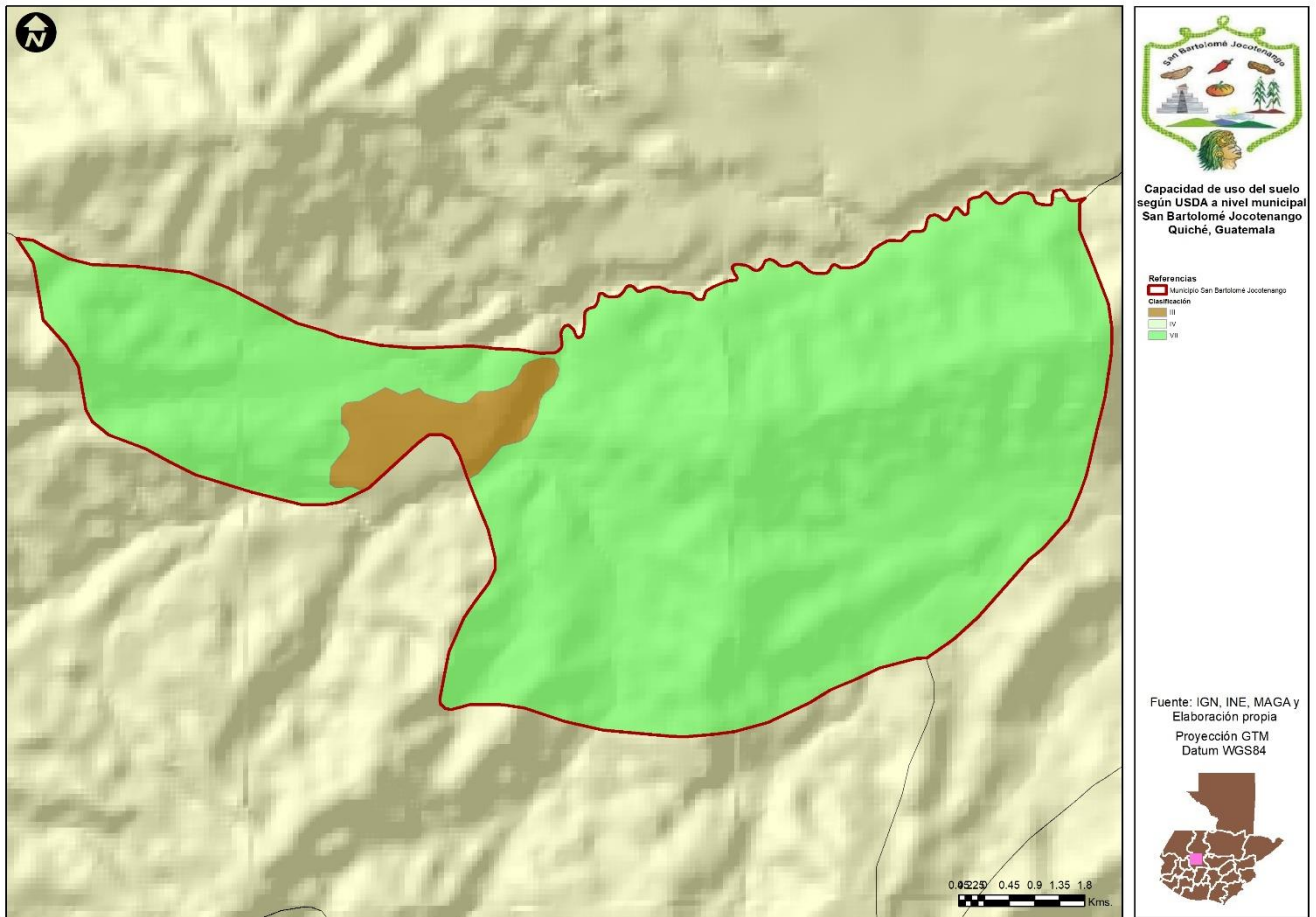 N
San Bartolomé Jocotenango
Capacidad de uso del suelo
según USDA a nivel municipal
San Bartolomé Jocotenango
Quiché, Guatemala
Referencias
Municipio San Bartolomé Jocotenango
Clasificación
III
IV
VII
Fuente: IGN, INE, MAGA y
Elaboración propia
Proyección GTM
Datum WGS84
0.45 0.9 1.35 1.8
Kms.